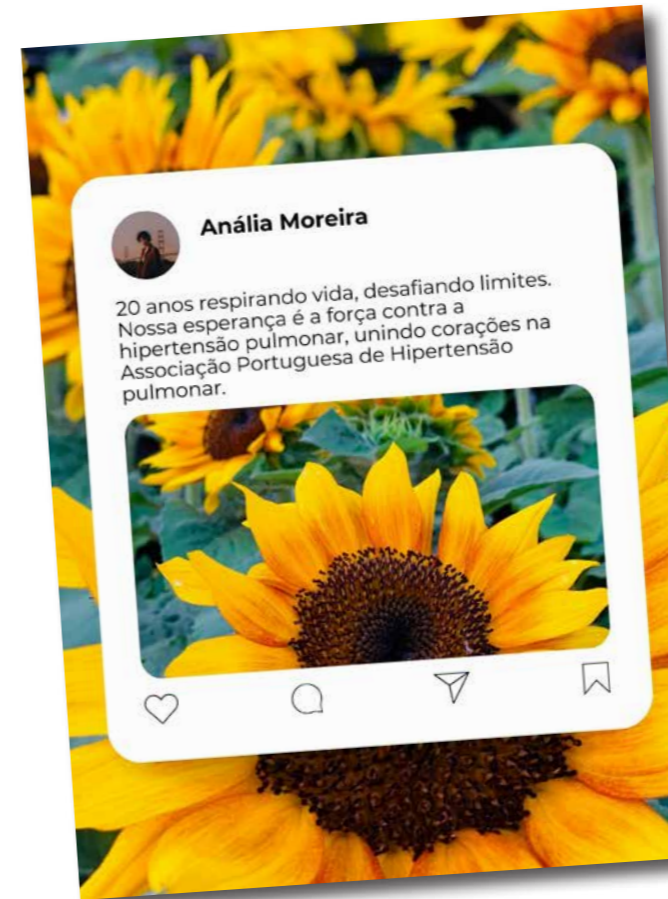 Anália Moreira
20 anos respirando vida, desafiando limites.
Nossa esperança é a força contra a
hipertensão pulmonar, unindo corações na
Associação Portuguesa de Hipertensão
pulmonar.